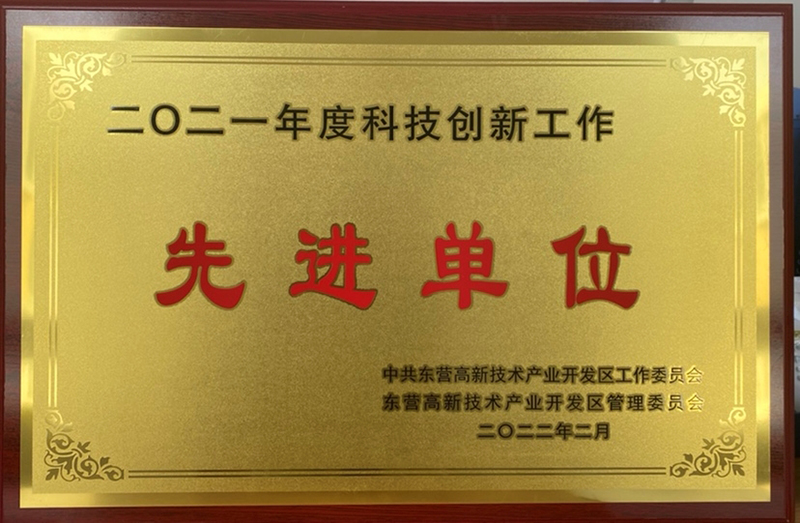 二〇二一年度科技创新工作
先进单位
中共东营高新技术产业开发区工作委员会
东营高新技术产业开发区管理委员会
二〇二二年二月